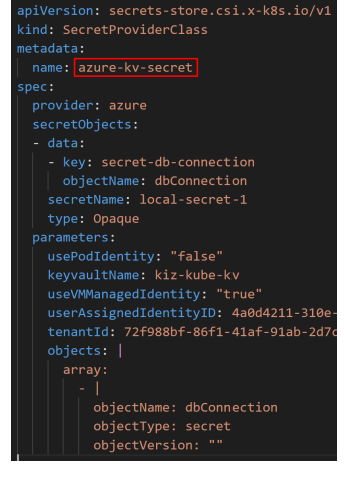 apiVersion: secrets-store.csi.x-k8s.io/v1
kind: SecretProviderClass
metadata:
  name: azure-kv-secret
spec:
  provider: azure
  secretObjects:
  - data:
    - key: secret-db-connection
      objectName: dbConnection
    secretName: local-secret-1
    type: Opaque
  parameters:
    usePodIdentity: "false"
    keyvaultName: kiz-kube-kv
    useVMManagedIdentity: "true"
    userAssignedIdentityID: 4a0d4211-310e-
    tenantId: 72f988bf-86f1-41af-91ab-2d7c
    objects: |
      array:
        - |
          objectName: dbConnection
          objectType: secret
          objectVersion: ""